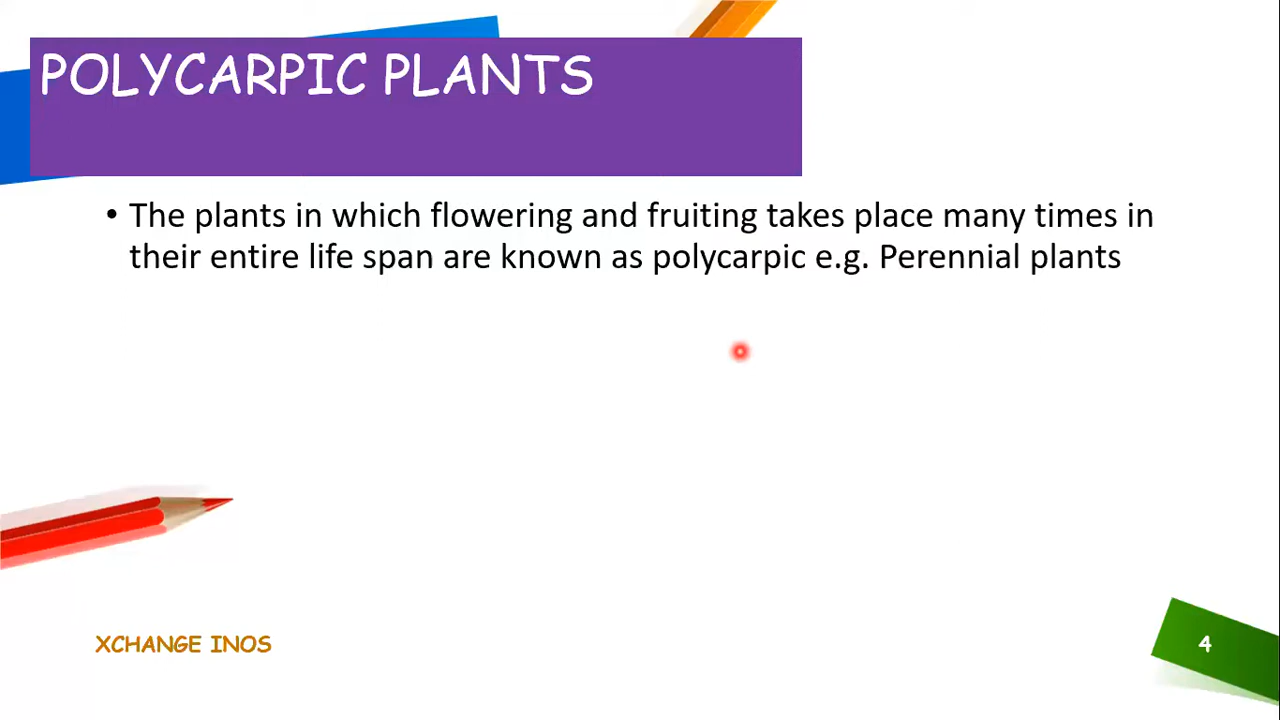 POLYCARPIC PLANTS
• The plants in which flowering and fruiting takes place many times in
their entire life span are known as polycarpic e.g. Perennial plants
XCHANGE INOS
4